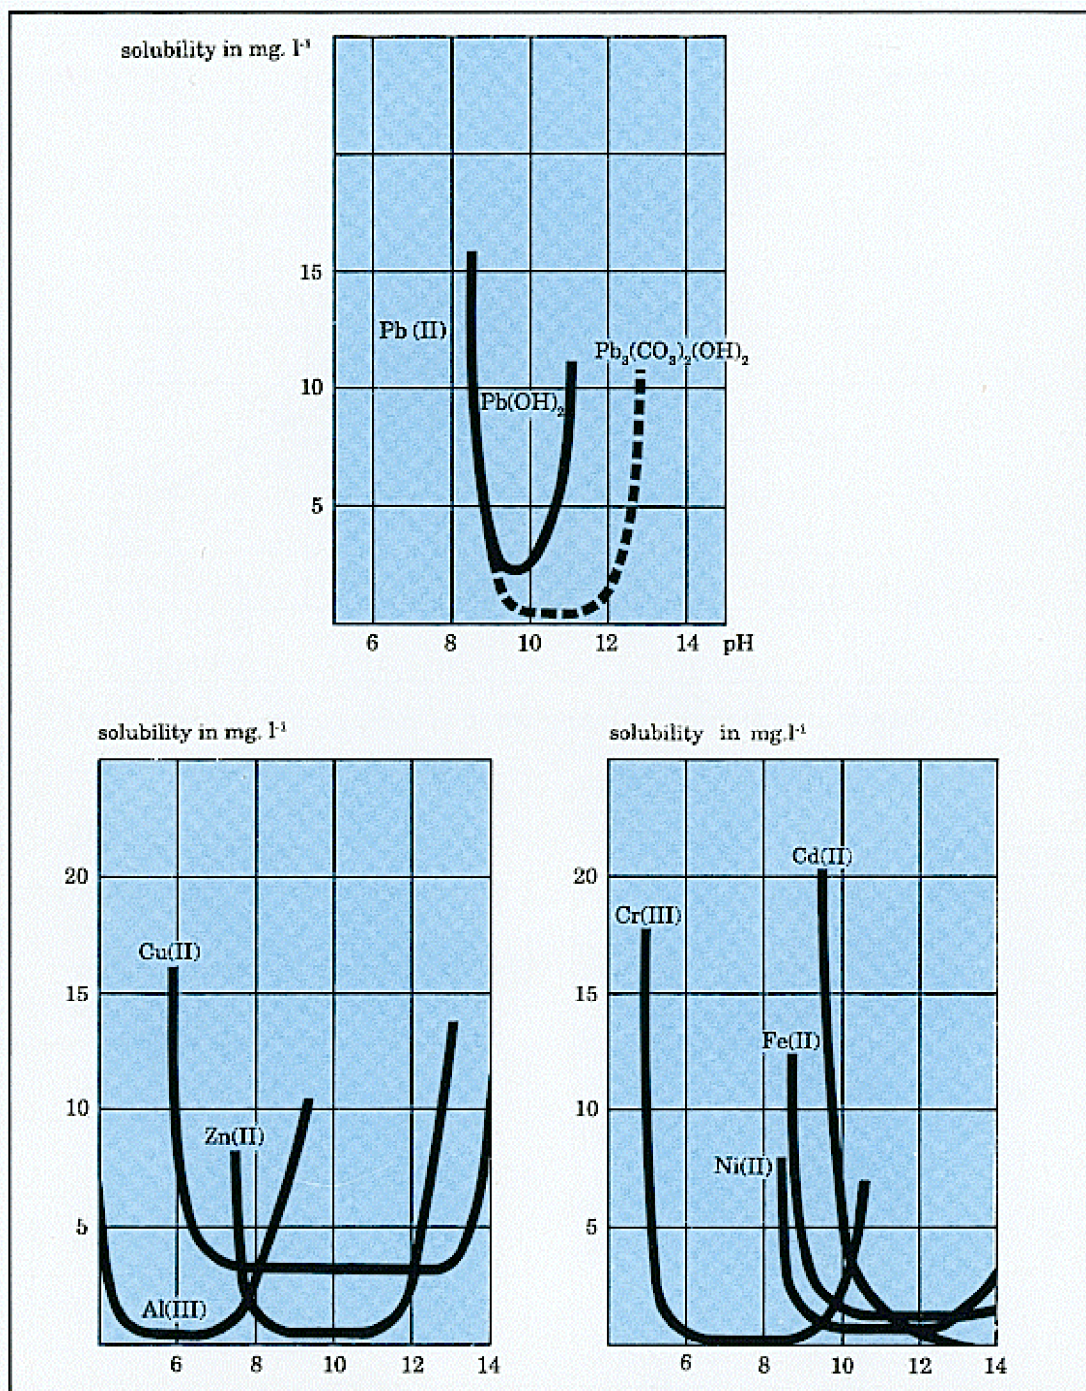 solubility in mg. l⁻¹
15
Pb (II)
Pb₃(CO₃)₂(OH)₂
10
Pb(OH)₂
5
6 8 10 12 14 pH
solubility in mg. l⁻¹
20
Cu(II)
15
10
Zn(II)
5
Al(III)
6 8 10 12 14
solubility in mg.l⁻¹
Cd(II)
20
Cr(III)
15
Fe(II)
10
Ni(II)
5
6 8 10 12 14